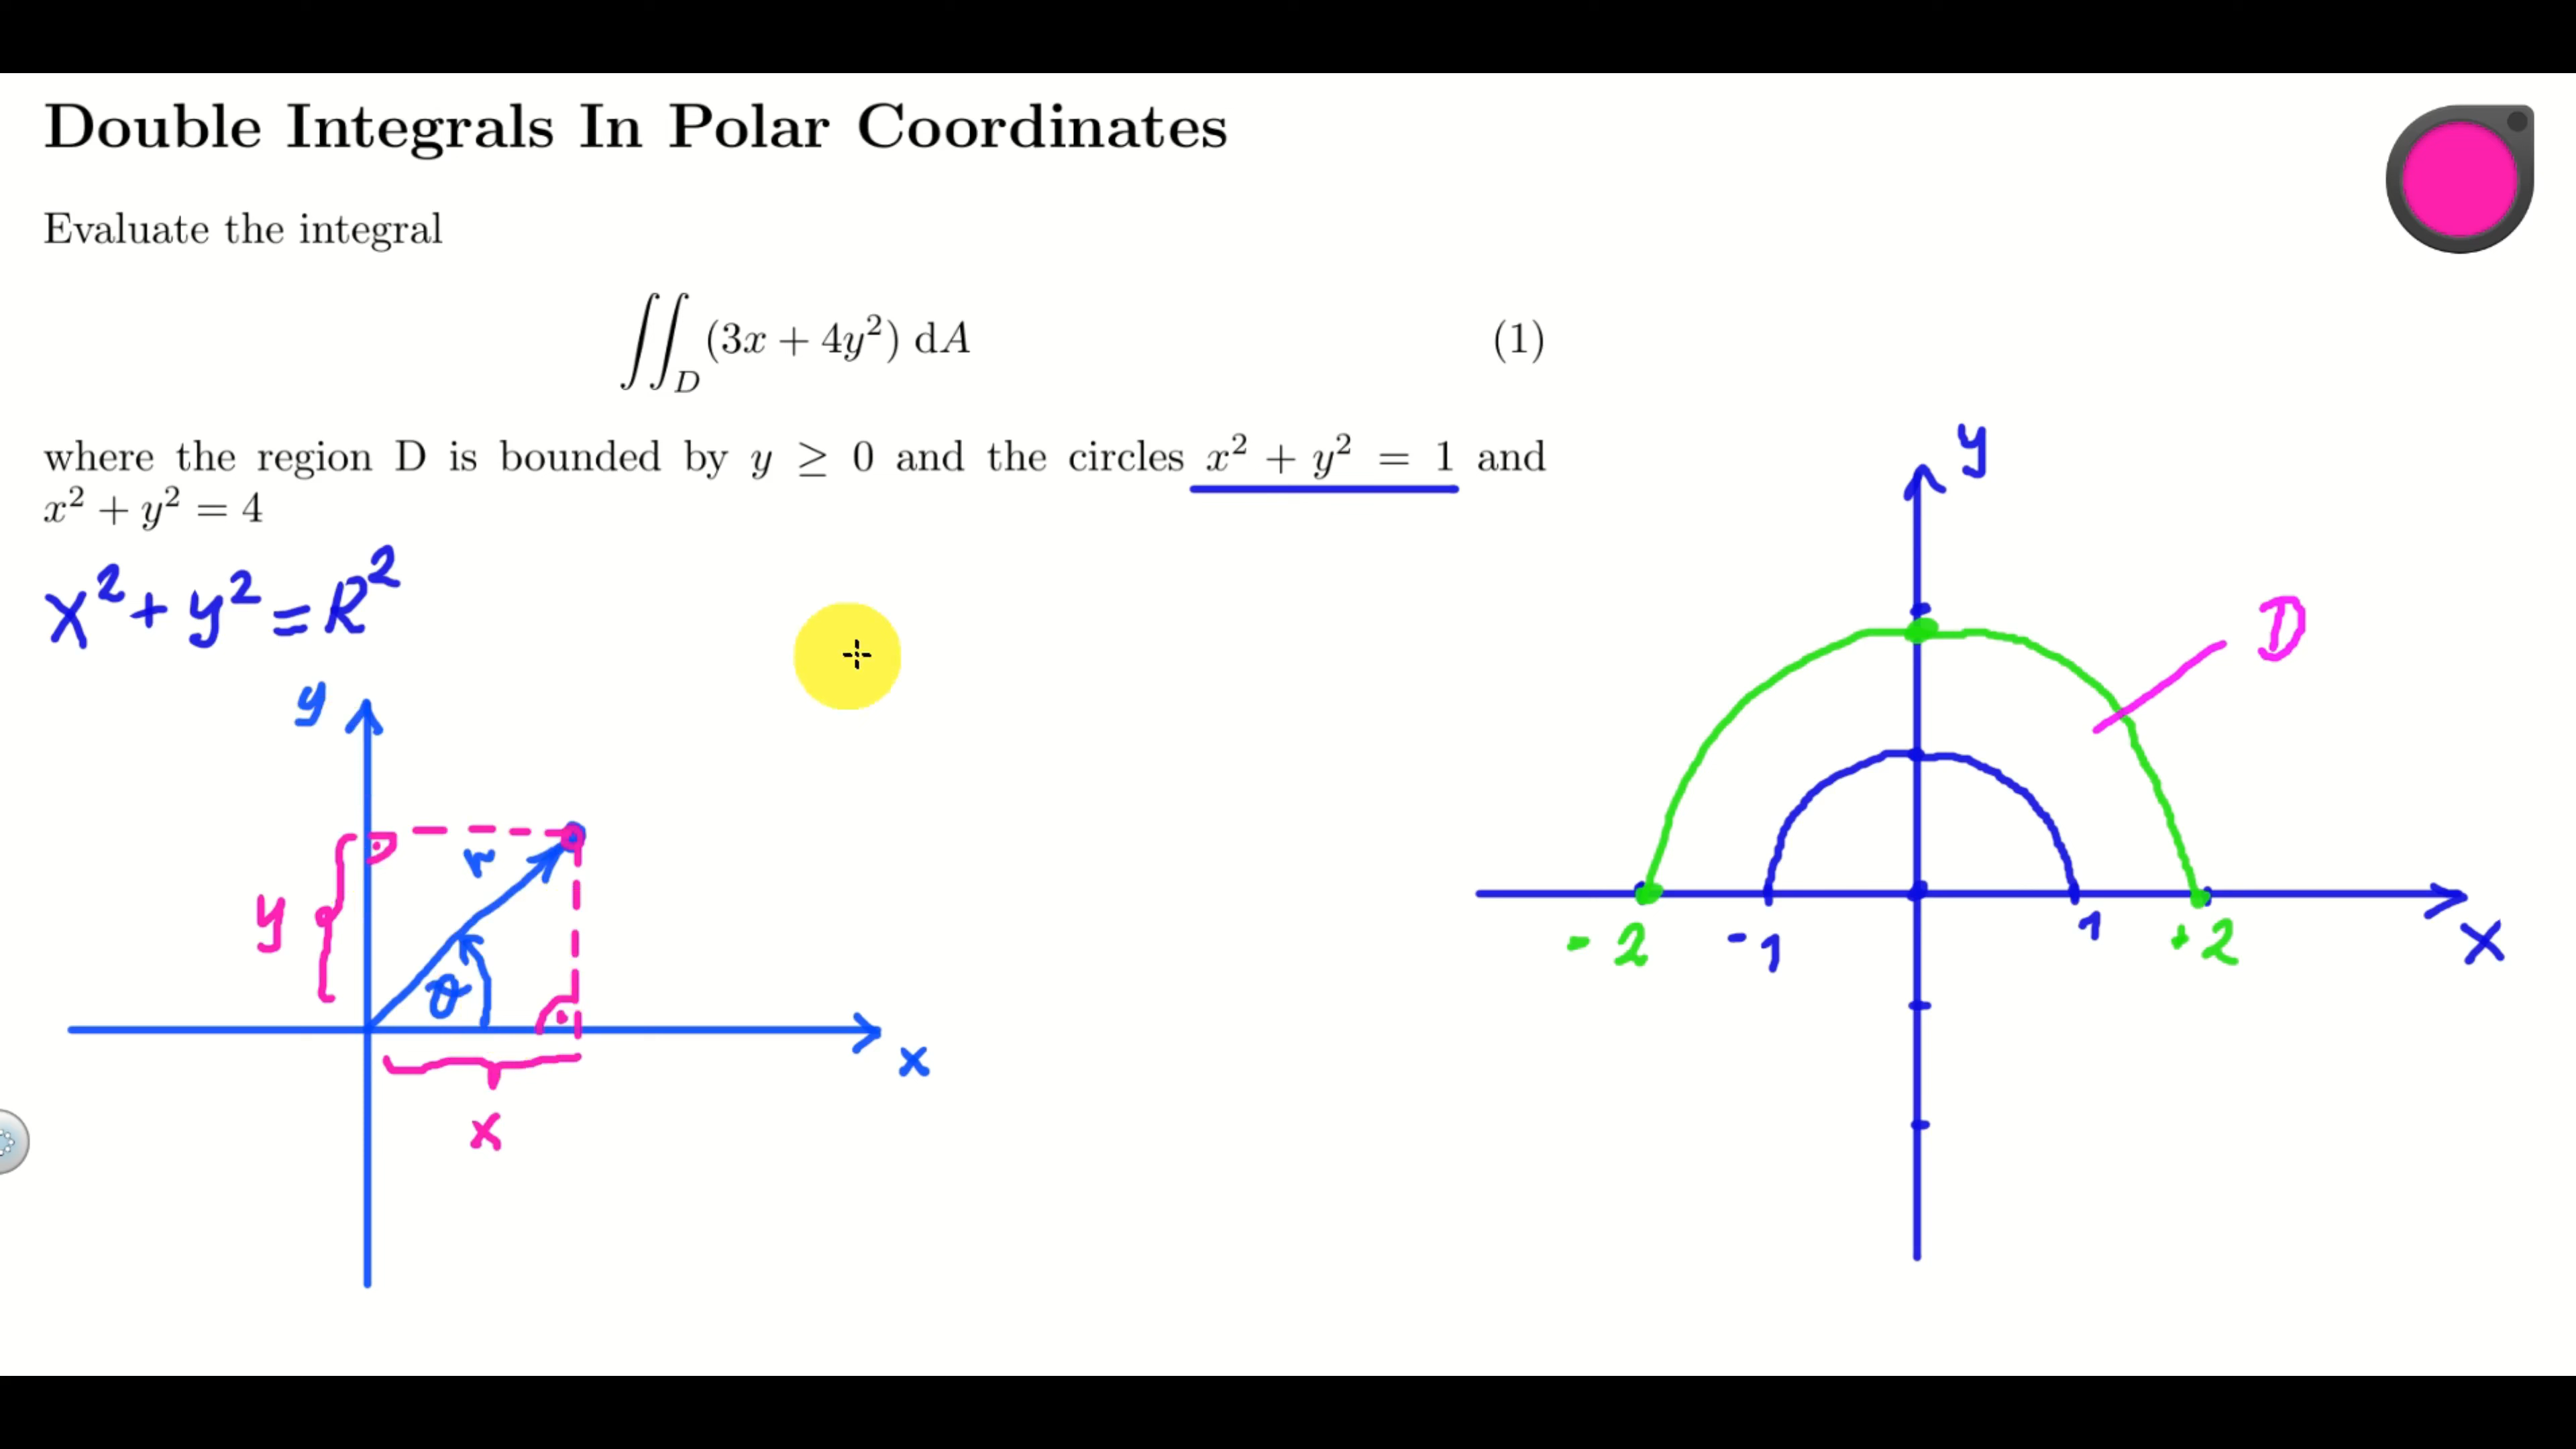 Double Integrals In Polar Coordinates
Evaluate the integral
∬_D (3x + 4y²) dA (1)
where the region D is bounded by y ≥ 0 and the circles x² + y² = 1 and
x² + y² = 4
x² + y² = R²
y
r
y
θ
x
x
y
D
-2 -1 1 +2
x